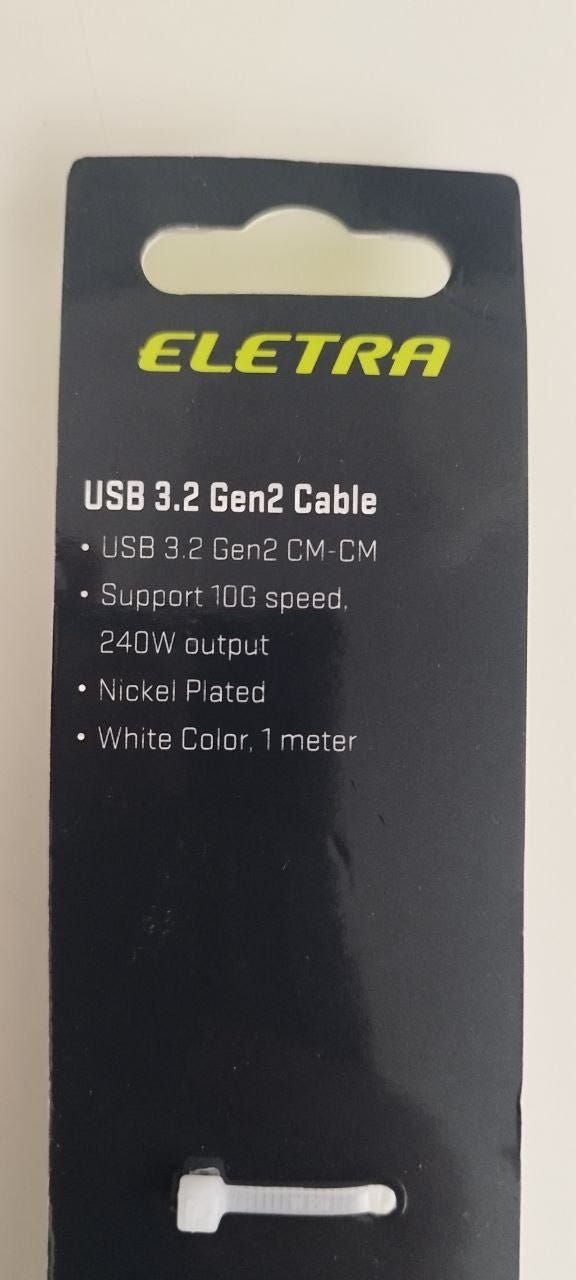 ELETRA
USB 3.2 Gen2 Cable
• USB 3.2 Gen2 CM-CM
• Support 10G speed,
240W output
• Nickel Plated
• White Color, 1 meter